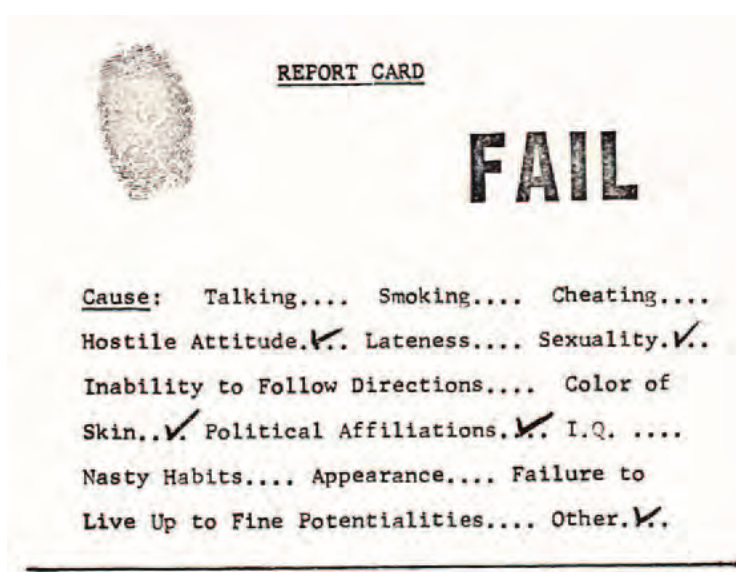 REPORT CARD
FAIL
Cause: Talking.... Smoking.... Cheating....
Hostile Attitude.✓.. Lateness.... Sexuality.✓..
Inability to Follow Directions.... Color of
Skin..✓. Political Affiliations.✓.. I.Q. ....
Nasty Habits.... Appearance.... Failure to
Live Up to Fine Potentialities.... Other.✓..